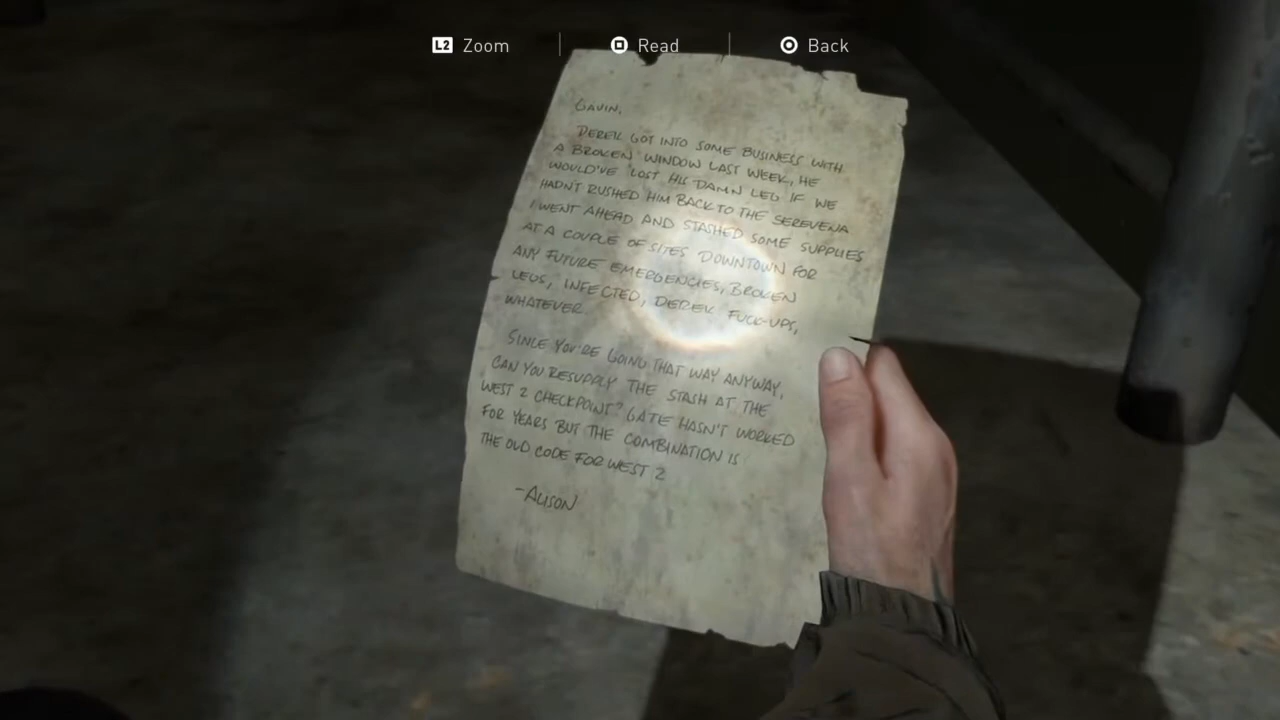 L2 Zoom | Read | Back
GAVIN,
DEREK GOT INTO SOME BUSINESS WITH
A BROKEN WINDOW LAST WEEK, HE
WOULD'VE LOST HIS DAMN LEG IF WE
HADN'T RUSHED HIM BACK TO THE SEREVENA
I WENT AHEAD AND STASHED SOME SUPPLIES
AT A COUPLE OF SITES DOWNTOWN FOR
ANY FUTURE EMERGENCIES, BROKEN
LEGS, INFECTED, DEREK FUCK-UPS,
WHATEVER.
SINCE YOU'RE GOING THAT WAY ANYWAY,
CAN YOU RESUPPLY THE STASH AT THE
WEST 2 CHECKPOINT? GATE HASN'T WORKED
FOR YEARS BUT THE COMBINATION IS
THE OLD CODE FOR WEST 2
-ALISON